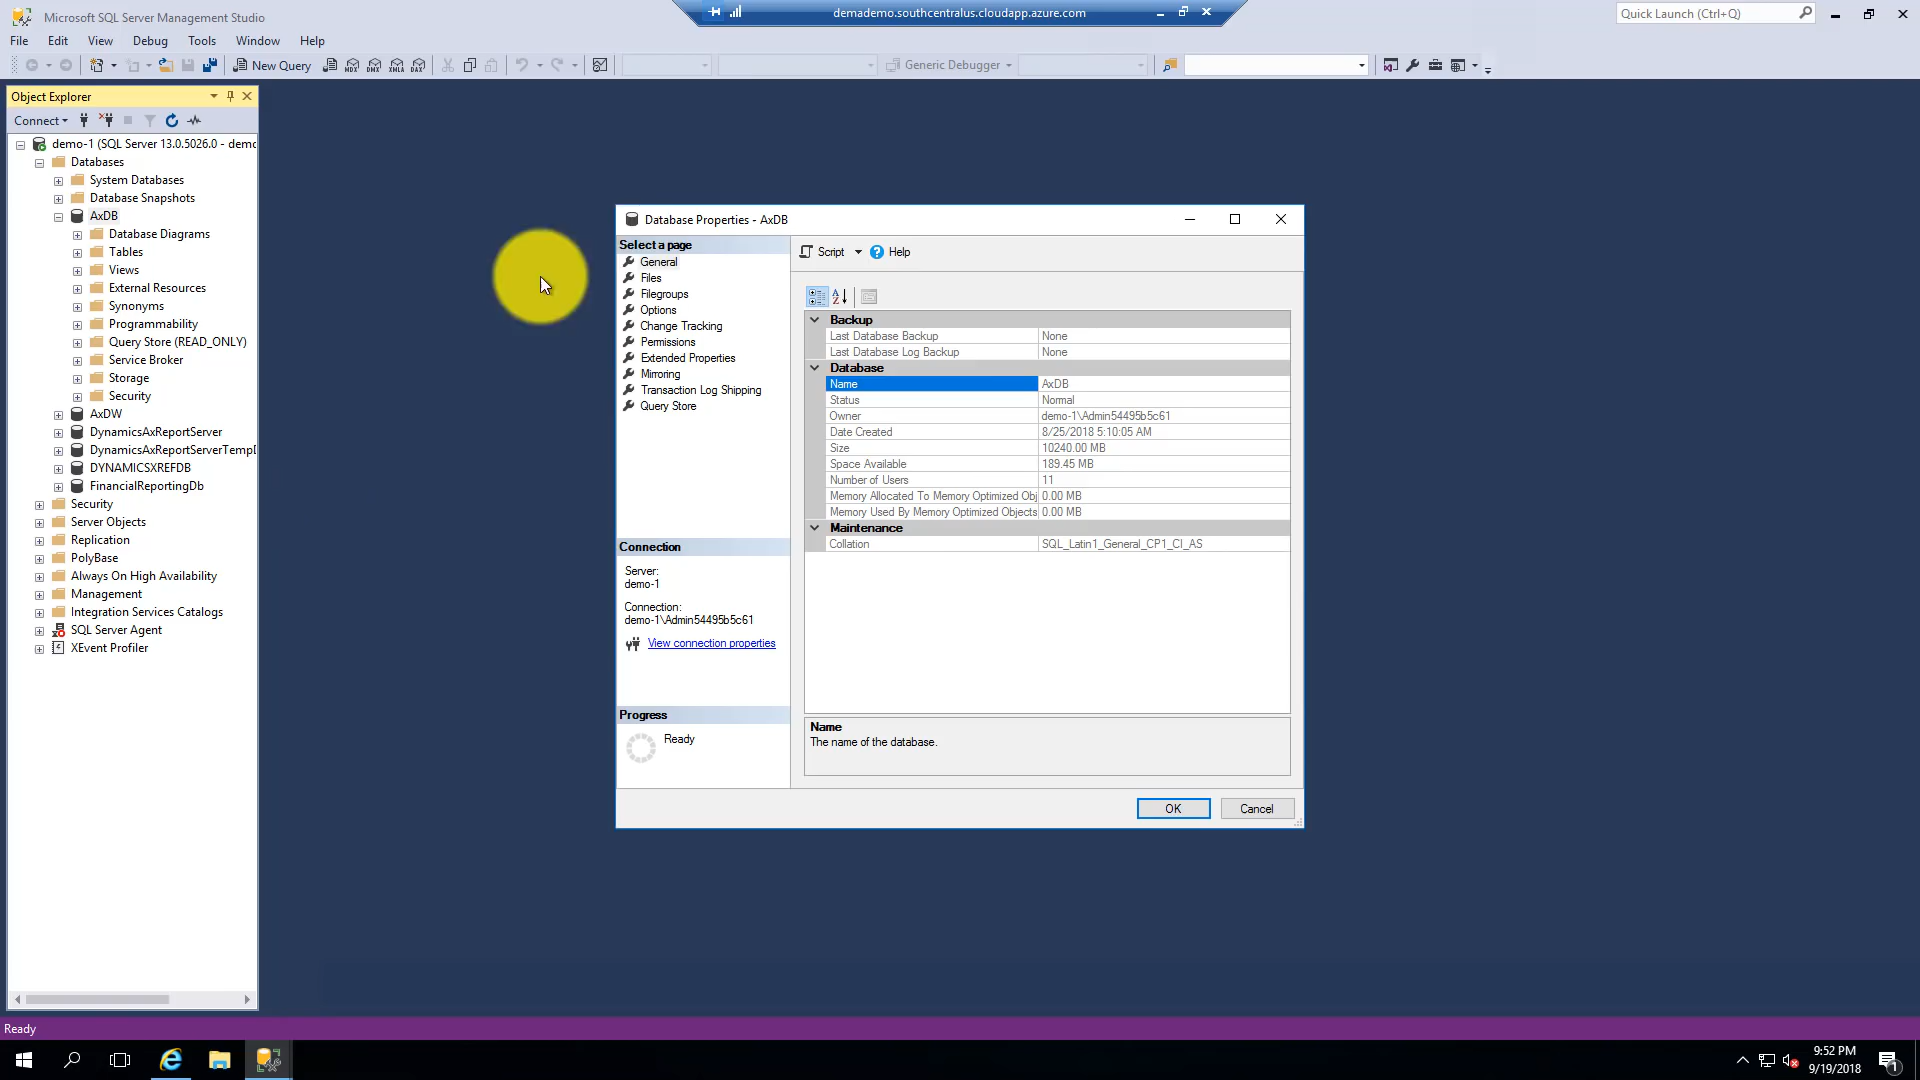 Microsoft SQL Server Management Studio
demademo.southcentralus.cloudapp.azure.com
Quick Launch (Ctrl+Q)
File Edit View Debug Tools Window Help
New Query
MDX DMX XMLA DAX
Generic Debugger
Object Explorer
Connect
demo-1 (SQL Server 13.0.5026.0 - demo
Databases
System Databases
Database Snapshots
AxDB
Database Diagrams
Tables
Views
External Resources
Synonyms
Programmability
Query Store (READ_ONLY)
Service Broker
Storage
Security
AxDW
DynamicsAxReportServer
DynamicsAxReportServerTempD
DYNAMICSXREFDB
FinancialReportingDb
Security
Server Objects
Replication
PolyBase
Always On High Availability
Management
Integration Services Catalogs
SQL Server Agent
XEvent Profiler
Database Properties - AxDB
Select a page
General
Files
Filegroups
Options
Change Tracking
Permissions
Extended Properties
Mirroring
Transaction Log Shipping
Query Store
Connection
Server:
demo-1
Connection:
demo-1\Admin54495b5c61
View connection properties
Progress
Ready
Script Help
Backup
Last Database Backup None
Last Database Log Backup None
Database
Name AxDB
Status Normal
Owner demo-1\Admin54495b5c61
Date Created 8/25/2018 5:10:05 AM
Size 10240.00 MB
Space Available 189.45 MB
Number of Users 11
Memory Allocated To Memory Optimized Obj 0.00 MB
Memory Used By Memory Optimized Objects 0.00 MB
Maintenance
Collation SQL_Latin1_General_CP1_CI_AS
Name
The name of the database.
OK Cancel
Ready
9:52 PM
9/19/2018
1